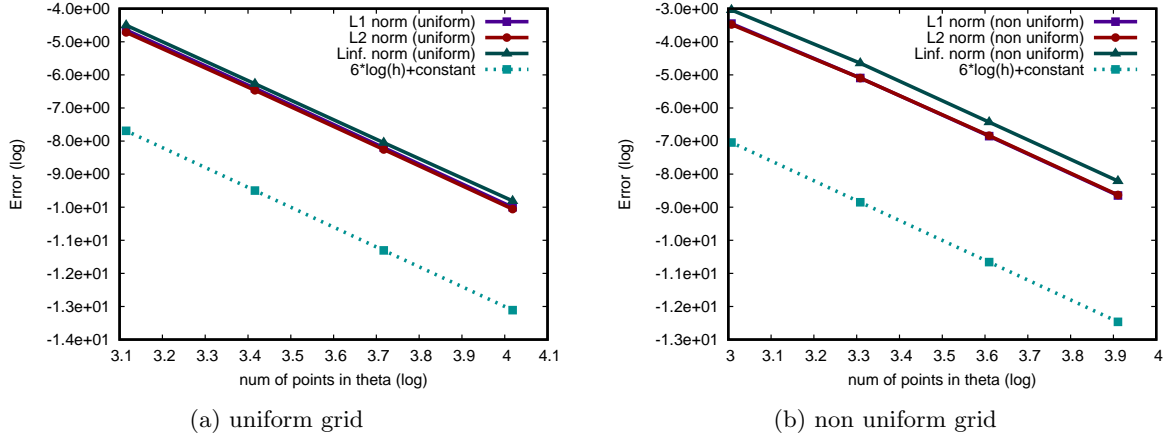 -4.0e+00
-5.0e+00
-6.0e+00
-7.0e+00
-8.0e+00
-9.0e+00
-1.0e+01
-1.1e+01
-1.2e+01
-1.3e+01
-1.4e+01
Error (log)
L1 norm (uniform)
L2 norm (uniform)
Linf. norm (uniform)
6*log(h)+constant
3.1 3.2 3.3 3.4 3.5 3.6 3.7 3.8 3.9 4 4.1
num of points in theta (log)
(a) uniform grid
-3.0e+00
-4.0e+00
-5.0e+00
-6.0e+00
-7.0e+00
-8.0e+00
-9.0e+00
-1.0e+01
-1.1e+01
-1.2e+01
-1.3e+01
Error (log)
L1 norm (non uniform)
L2 norm (non uniform)
Linf. norm (non uniform)
6*log(h)+constant
3 3.1 3.2 3.3 3.4 3.5 3.6 3.7 3.8 3.9 4
num of points in theta (log)
(b) non uniform grid